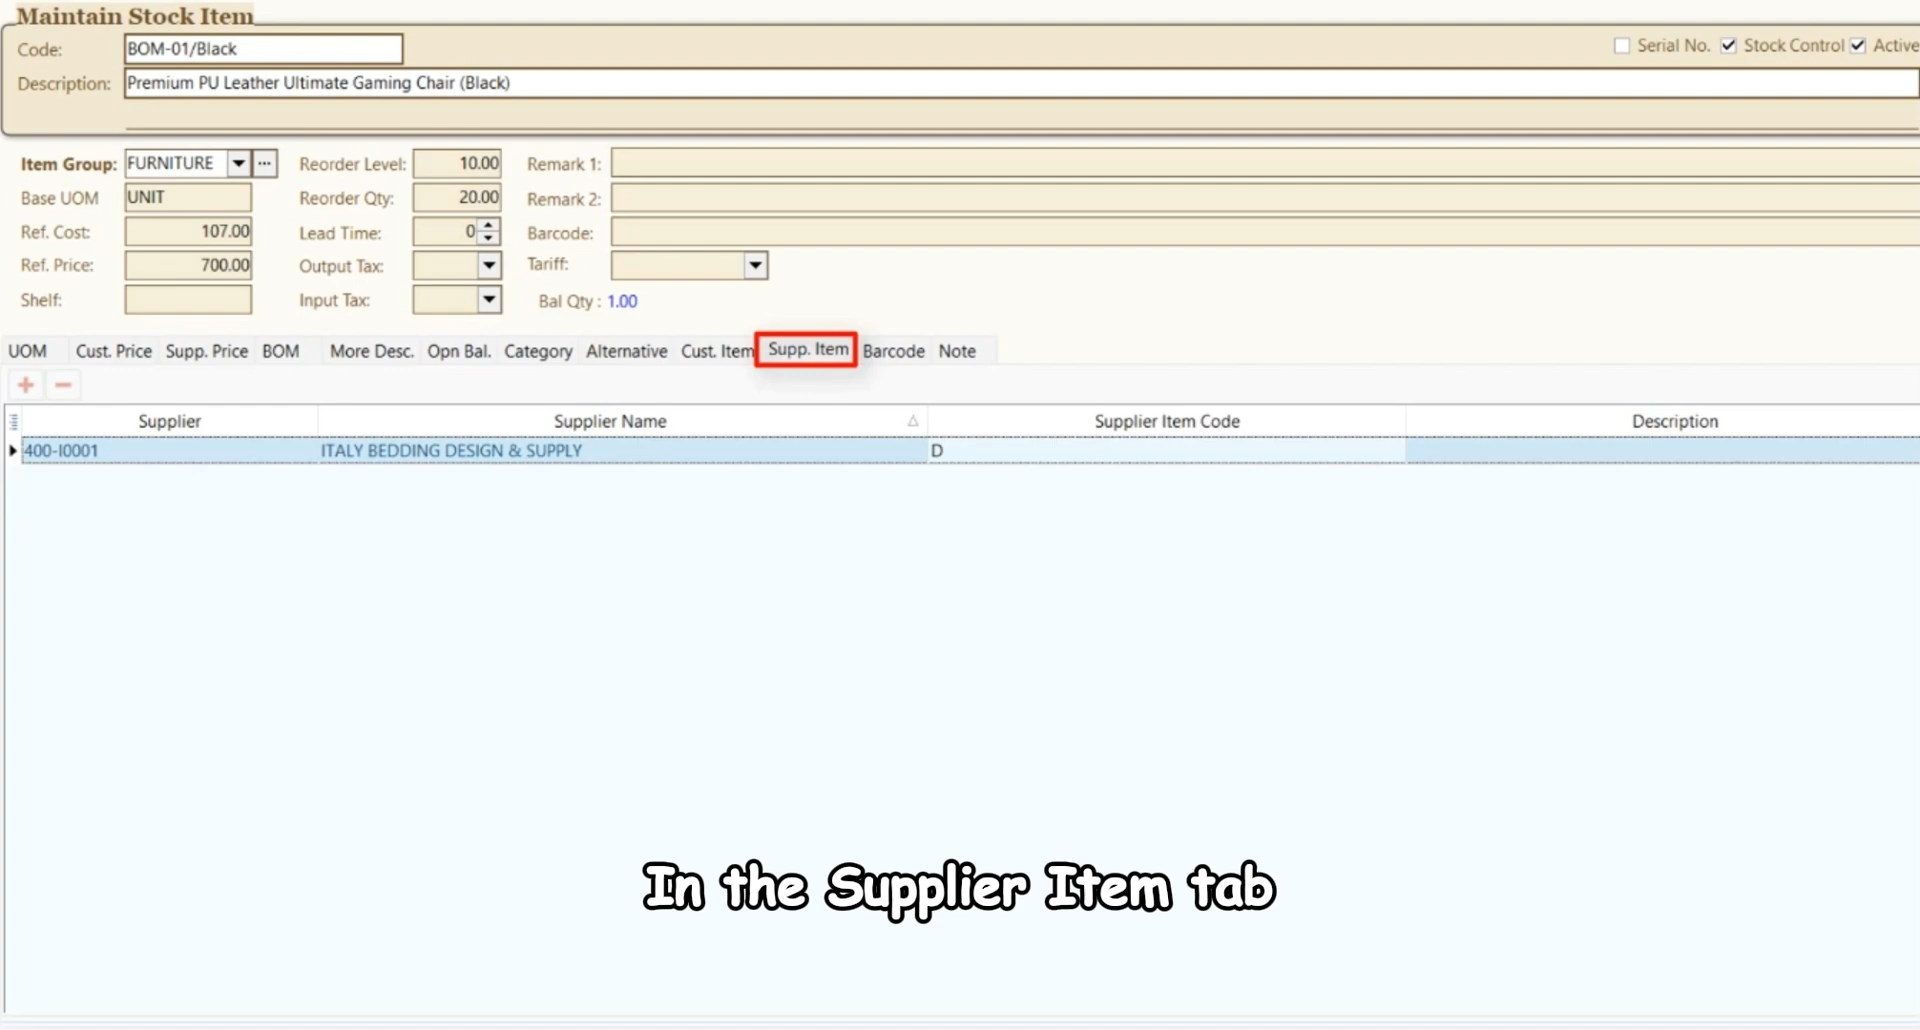 Maintain Stock Item
Code: BOM-01/Black Serial No. Stock Control Active
Description: Premium PU Leather Ultimate Gaming Chair (Black)
Item Group: FURNITURE ... Reorder Level: 10.00 Remark 1:
Base UOM UNIT Reorder Qty: 20.00 Remark 2:
Ref. Cost: 107.00 Lead Time: 0 Barcode:
Ref. Price: 700.00 Output Tax: Tariff:
Shelf: Input Tax: Bal Qty : 1.00
UOM Cust. Price Supp. Price BOM More Desc. Opn Bal. Category Alternative Cust. Item Supp. Item Barcode Note
Supplier Supplier Name Supplier Item Code Description
400-I0001 ITALY BEDDING DESIGN & SUPPLY D
In the Supplier Item tab